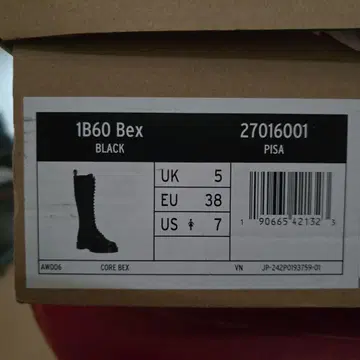 1B60 Bex 27016001
BLACK PISA
UK 5
EU 38
US 7
1 90665 42132 3
AW006 CORE BEX VN JP-242P0193759-01